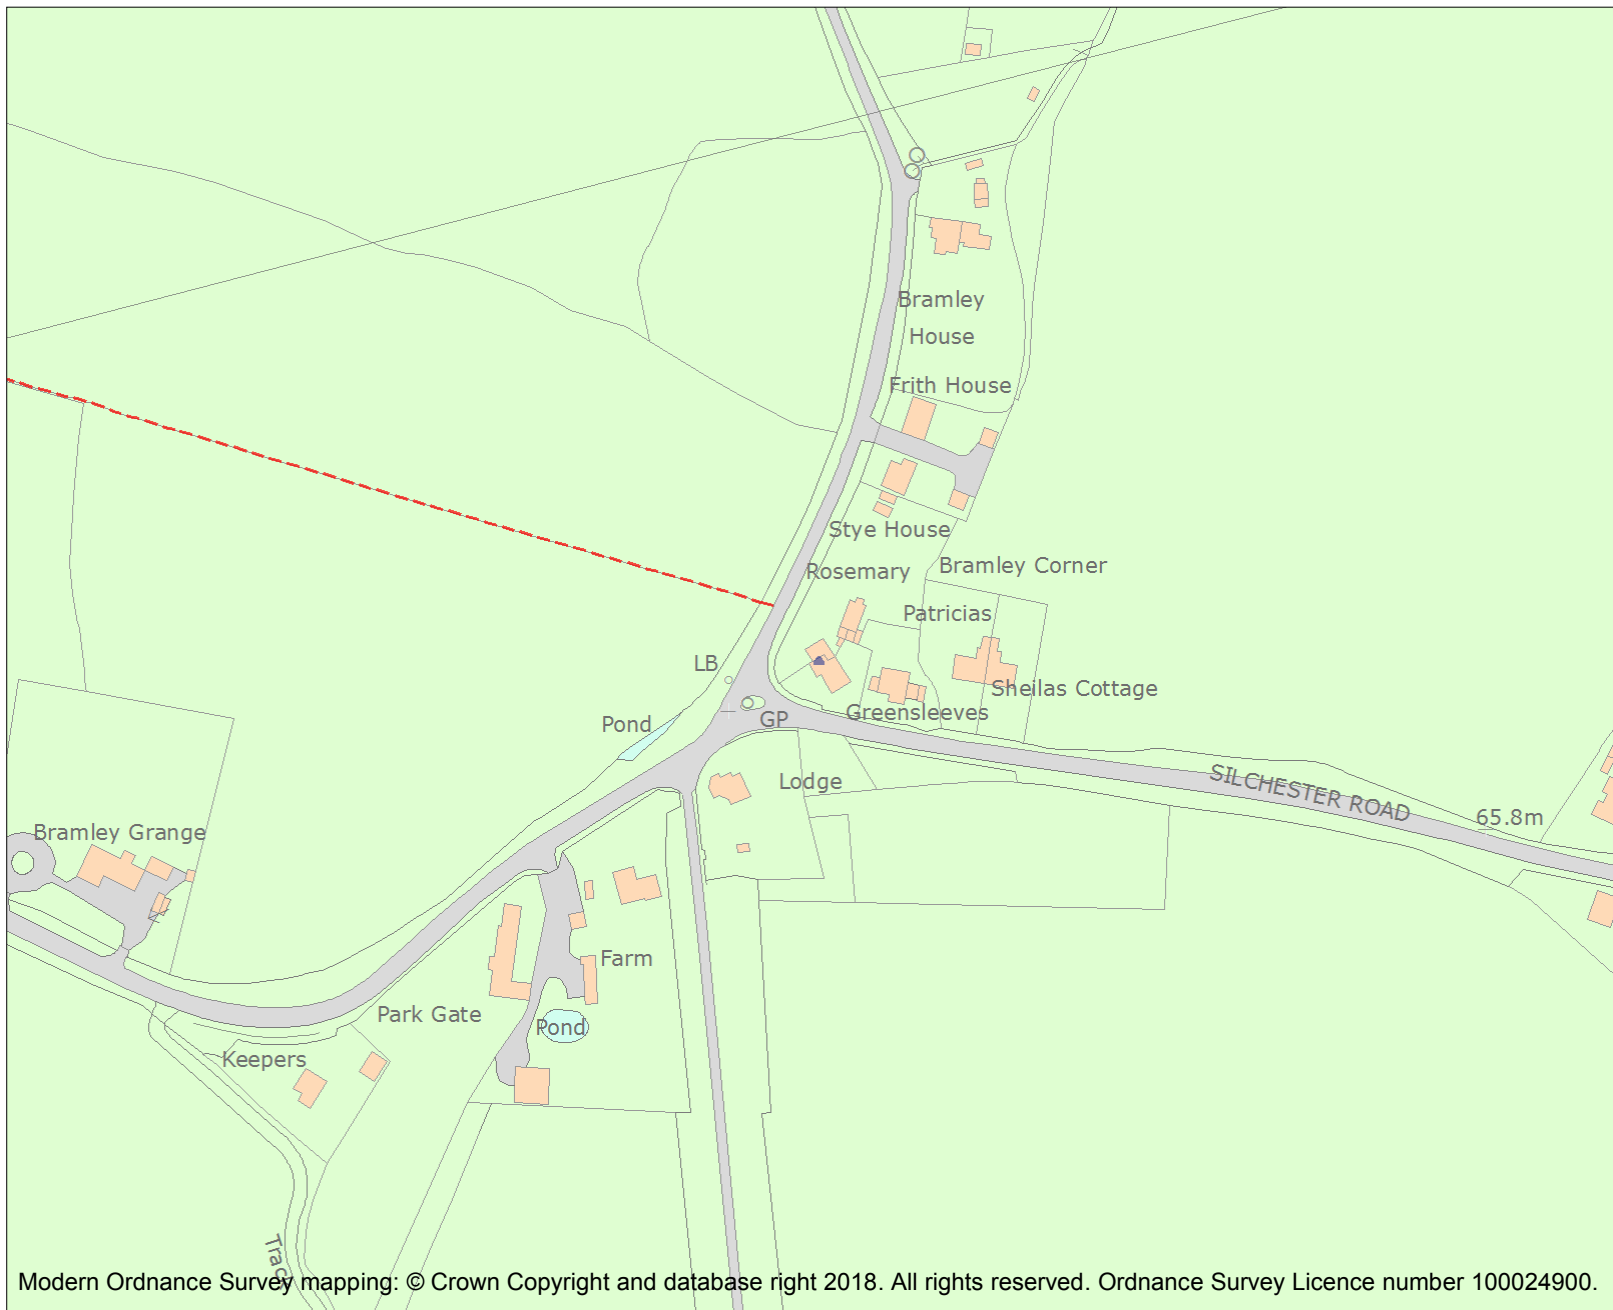 Bramley
House
Frith House
Stye House
Rosemary
Bramley Corner
Patricias
LB
Sheilas Cottage
Greensleeves
GP
Pond
Lodge
SILCHESTER ROAD
65.8m
Bramley Grange
Farm
Park Gate
Pond
Keepers
Track
Modern Ordnance Survey mapping: © Crown Copyright and database right 2018. All rights reserved. Ordnance Survey Licence number 100024900.